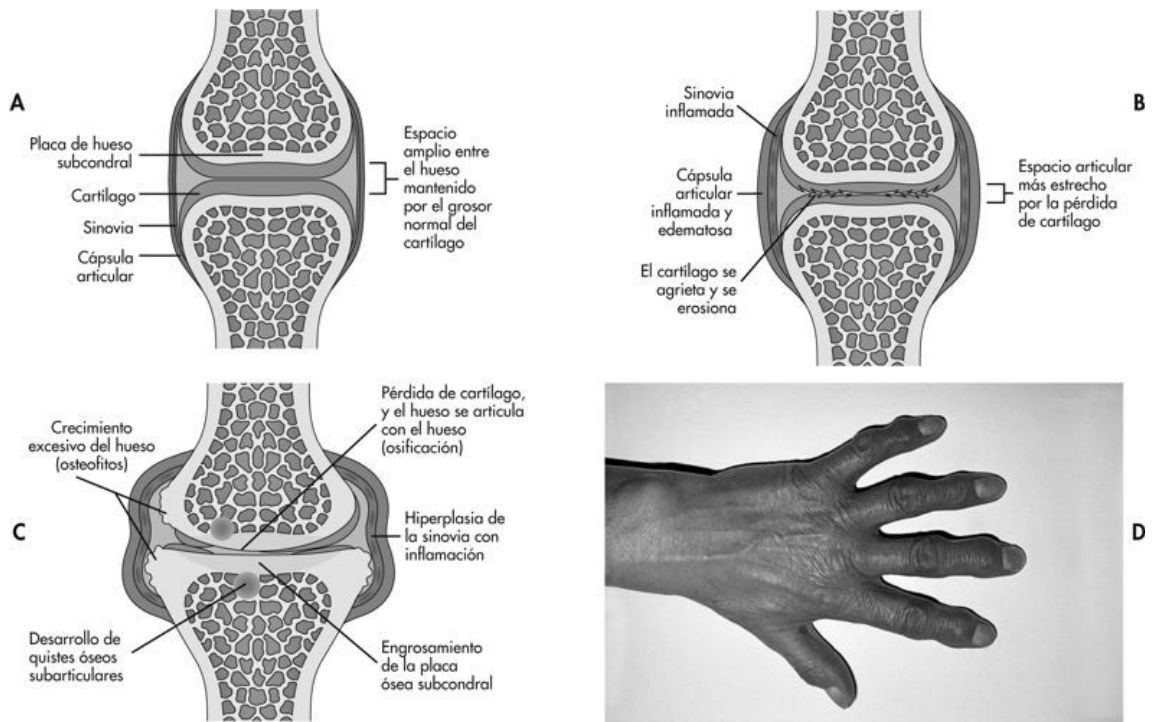 A
Placa de hueso
subcondral
Cartílago
Sinovia
Cápsula
articular
Espacio
amplio entre
el hueso
mantenido
por el grosor
normal del
cartílago
B
Sinovia
inflamada
Cápsula
articular
inflamada y
edematosa
El cartílago se
agrieta y se
erosiona
Espacio articular
más estrecho
por la pérdida
de cartílago
C
Crecimiento
excesivo del hueso
(osteofitos)
Desarrollo de
quistes óseos
subarticulares
Pérdida de cartílago,
y el hueso se articula
con el hueso
(osificación)
Hiperplasia de
la sinovia con
inflamación
Engrosamiento
de la placa
ósea subcondral
D